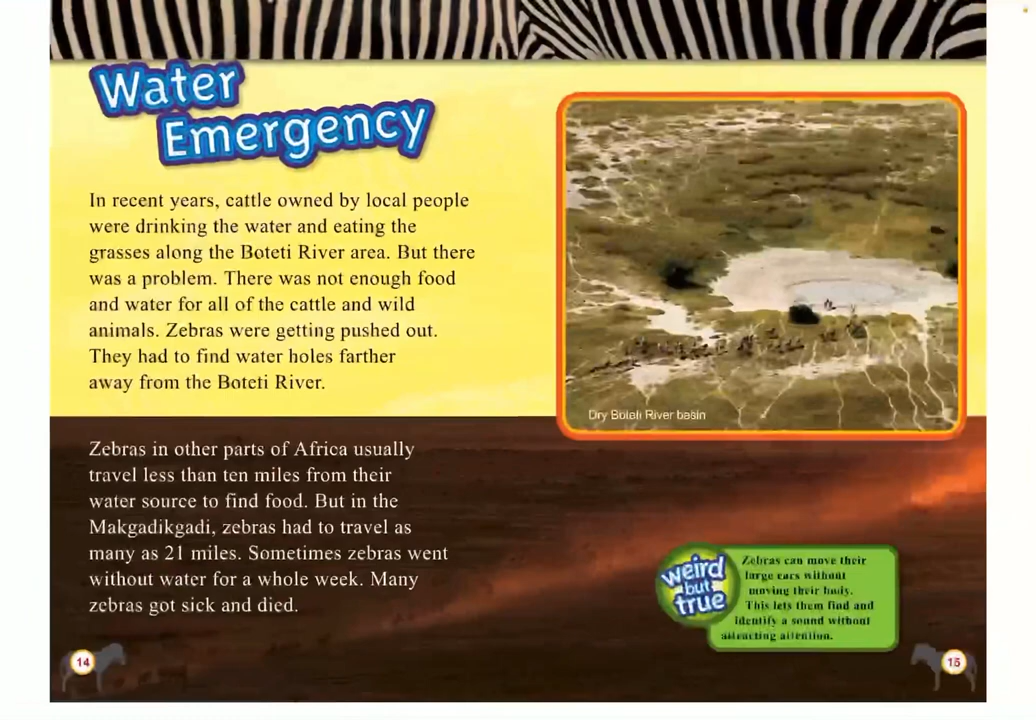 Water
Emergency
In recent years, cattle owned by local people
were drinking the water and eating the
grasses along the Boteti River area. But there
was a problem. There was not enough food
and water for all of the cattle and wild
animals. Zebras were getting pushed out.
They had to find water holes farther
away from the Boteti River.
Zebras in other parts of Africa usually
travel less than ten miles from their
water source to find food. But in the
Makgadikgadi, zebras had to travel as
many as 21 miles. Sometimes zebras went
without water for a whole week. Many
zebras got sick and died.
14
Dry Boteti River basin
weird
but
true
Zebras can move their
large ears without
moving their body.
This lets them find and
identify a sound without
attracting attention.
15